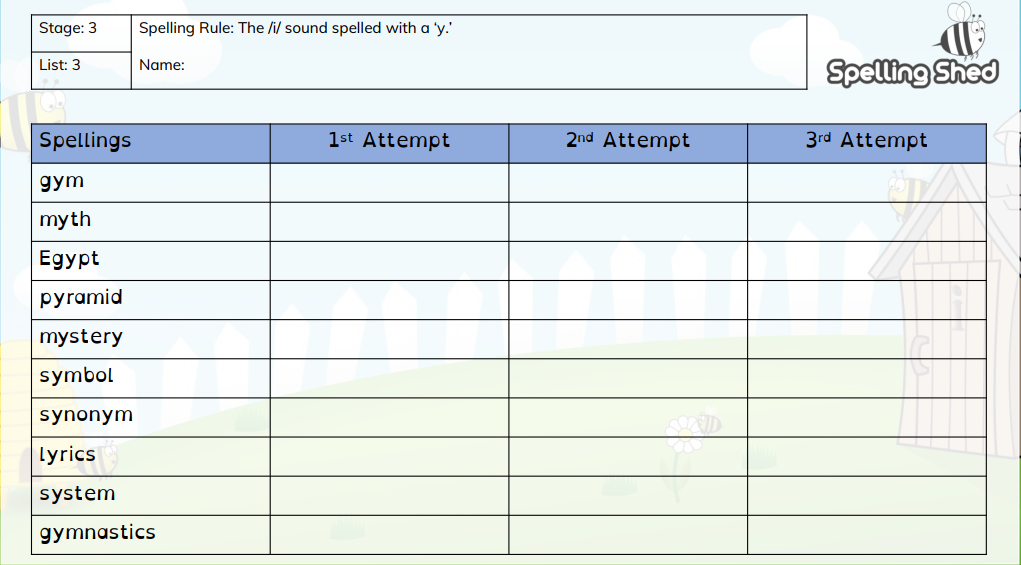 Stage: 3
Spelling Rule: The /i/ sound spelled with a ‘y.’
List: 3
Name:
Spelling Shed
Spellings 1st Attempt 2nd Attempt 3rd Attempt
gym
myth
Egypt
pyramid
mystery
symbol
synonym
lyrics
system
gymnastics